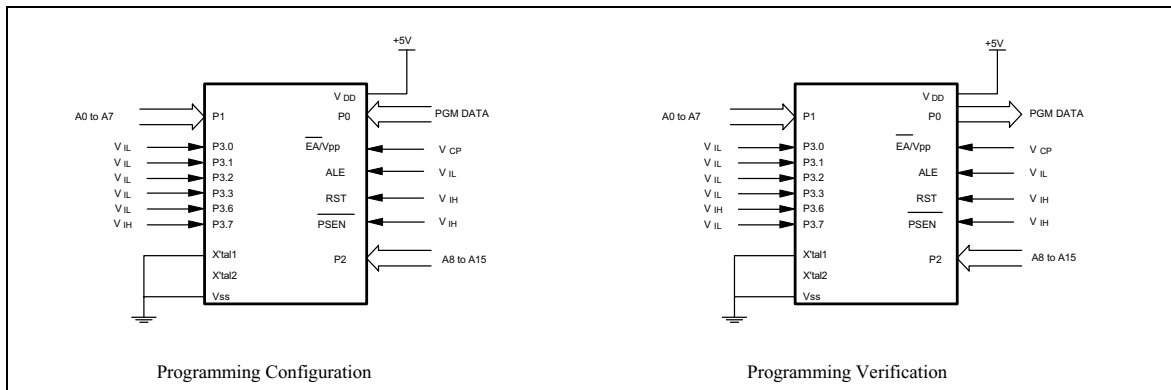 +5V
V DD
A0 to A7
P1
P0
PGM DATA
V IL
P3.0
EA/Vpp
V CP
V IL
P3.1
V IL
P3.2
ALE
V IL
V IL
P3.3
RST
V IH
V IL
P3.6
V IH
P3.7
PSEN
V IH
X'tal1
P2
A8 to A15
X'tal2
Vss
Programming Configuration
+5V
V DD
A0 to A7
P1
P0
PGM DATA
V IL
P3.0
EA/Vpp
V CP
V IL
P3.1
V IL
P3.2
ALE
V IL
V IL
P3.3
RST
V IH
V IH
P3.6
V IL
P3.7
PSEN
V IH
X'tal1
P2
A8 to A15
X'tal2
Vss
Programming Verification